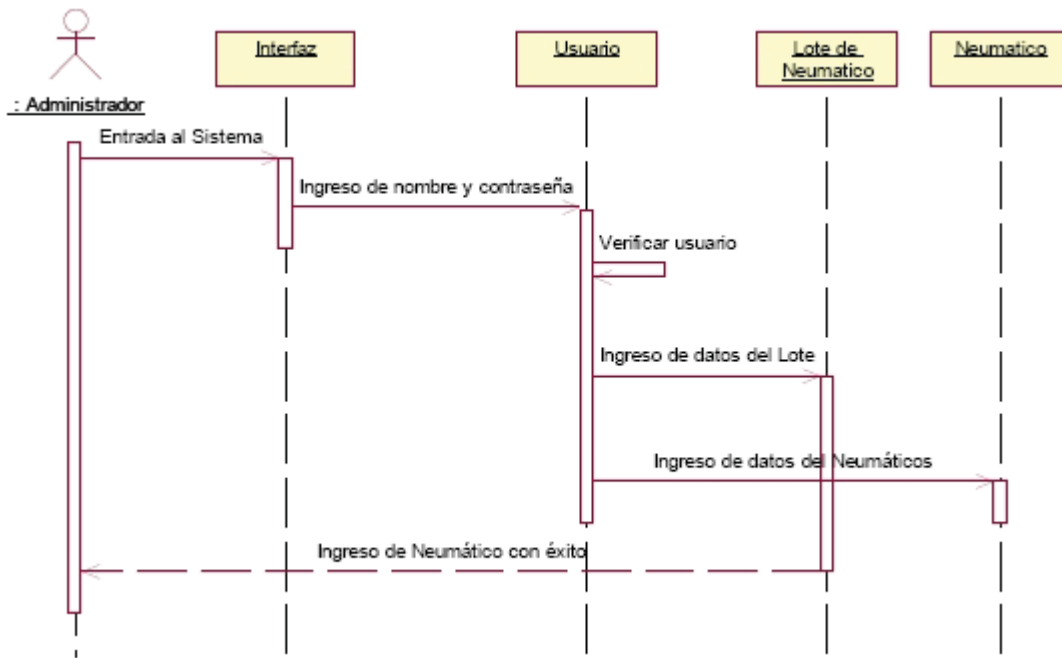 Interfaz
Usuario
Lote de
Neumatico
Neumatico
: Administrador
Entrada al Sistema
Ingreso de nombre y contraseña
Verificar usuario
Ingreso de datos del Lote
Ingreso de datos del Neumáticos
Ingreso de Neumático con éxito